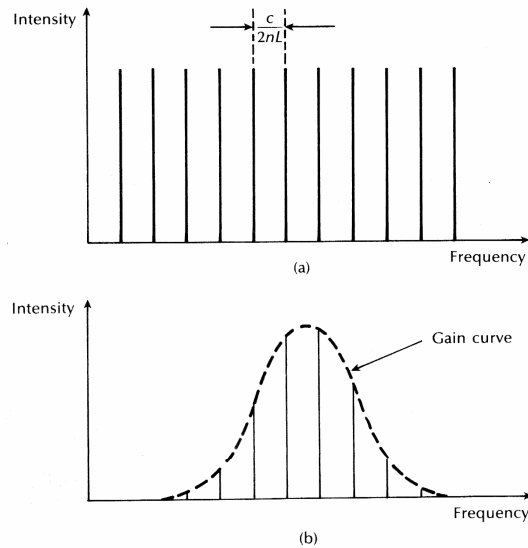 Intensity
c
2nL
Frequency
(a)
Intensity
Gain curve
Frequency
(b)